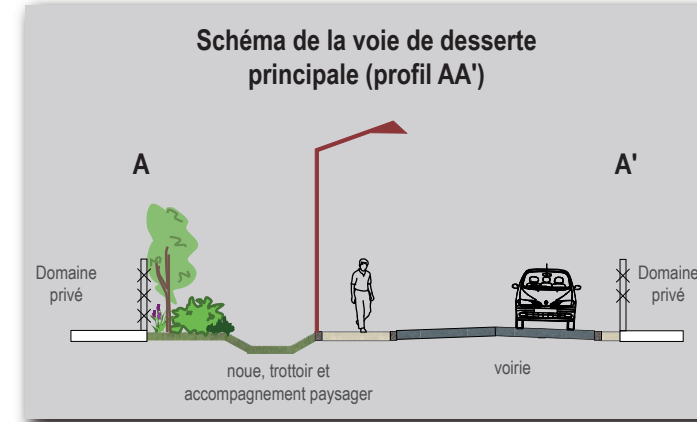 Schéma de la voie de desserte
principale (profil AA')
A
A'
Domaine
privé
Domaine
privé
noue, trottoir et
accompagnement paysager
voirie